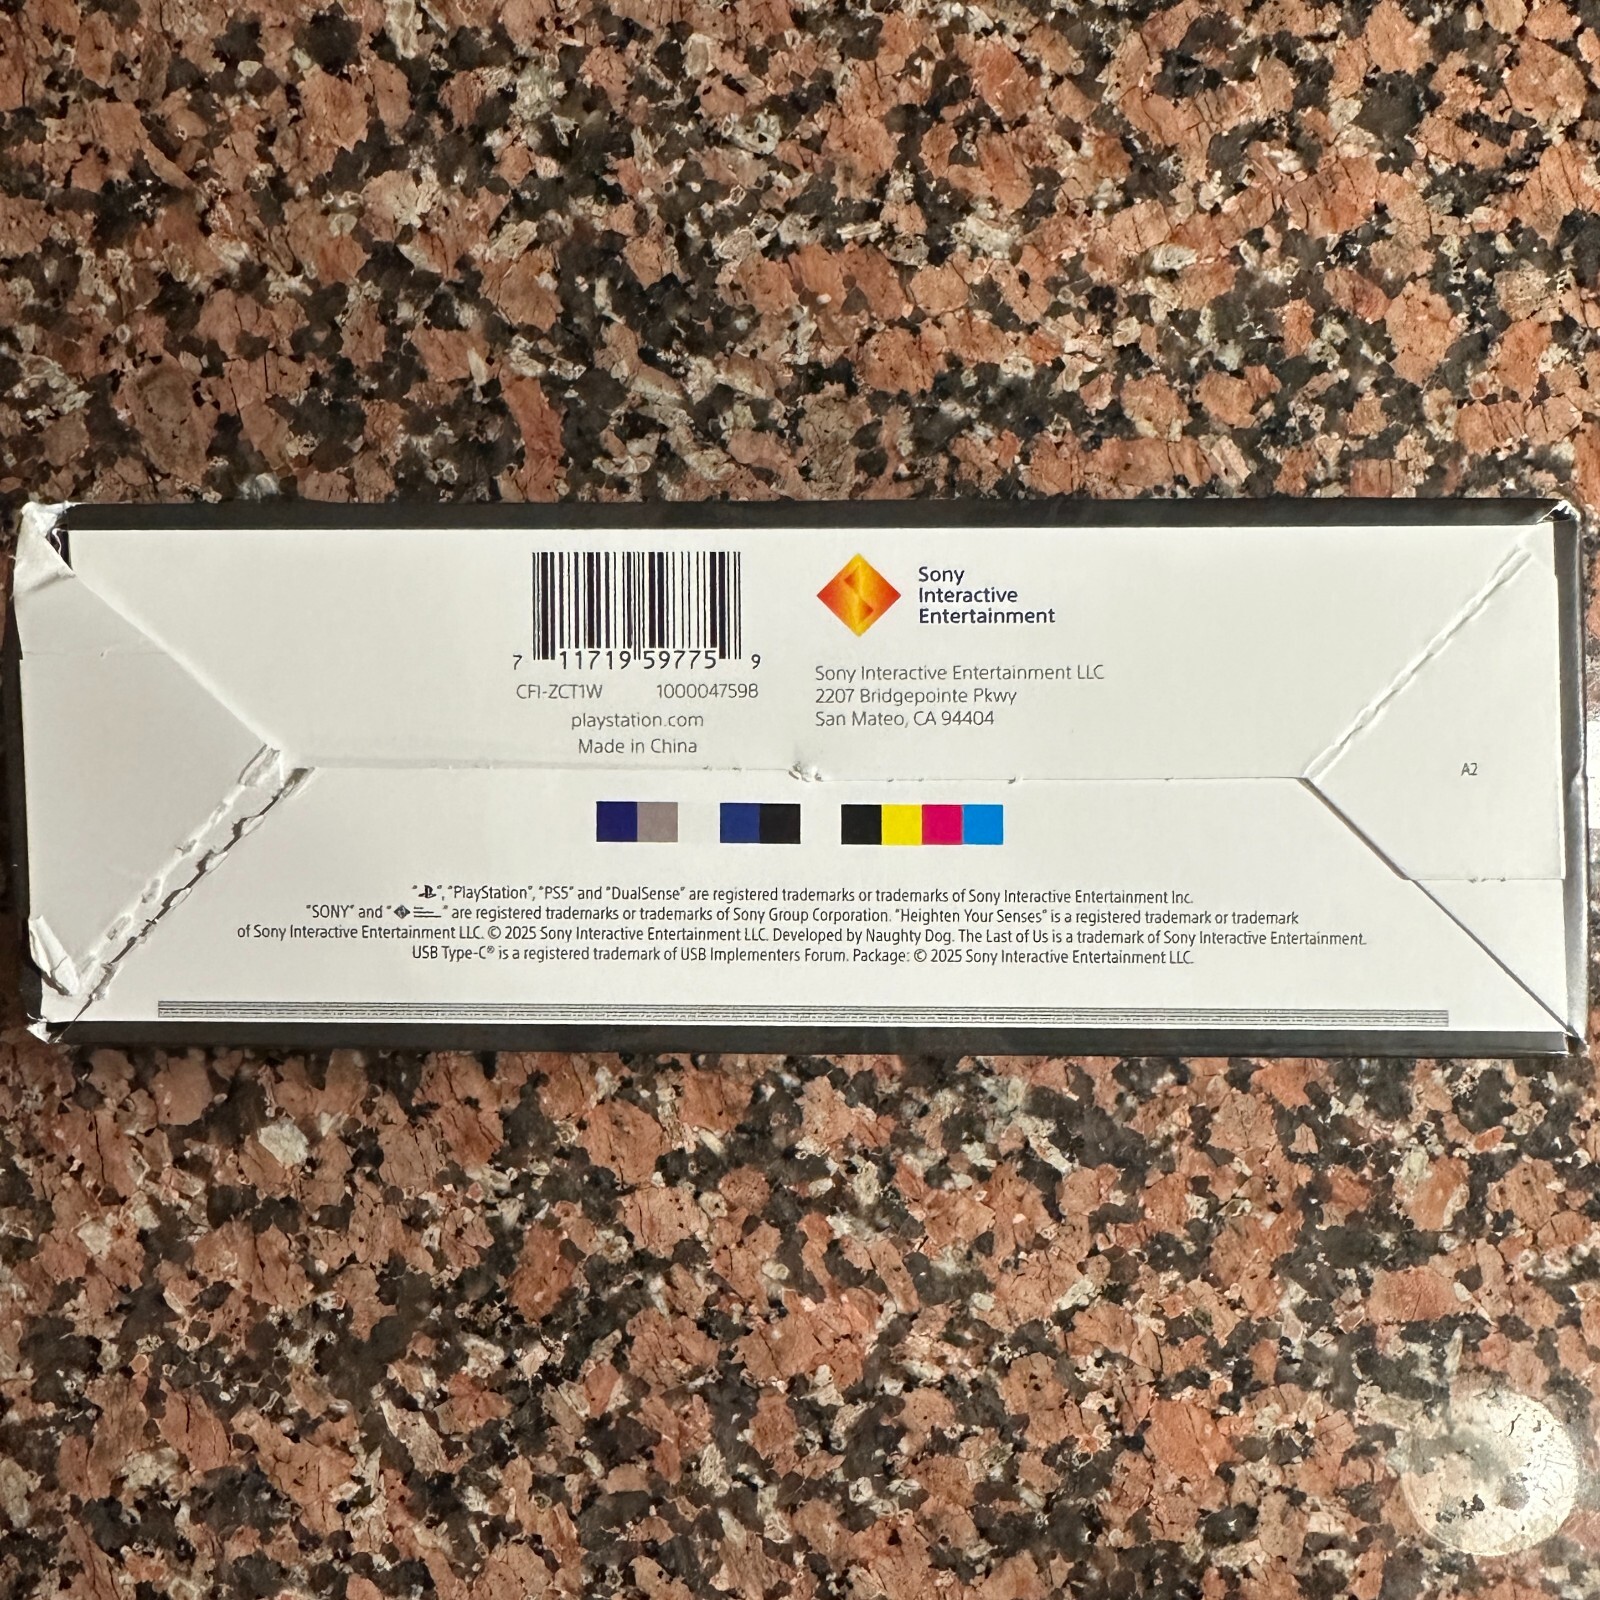 7 11719 59775 9
CFI-ZCT1W 1000047598
playstation.com
Made in China
Sony
Interactive
Entertainment
Sony Interactive Entertainment LLC
2207 Bridgepointe Pkwy
San Mateo, CA 94404
A2
" ", "PlayStation", "PS5" and "DualSense" are registered trademarks or trademarks of Sony Interactive Entertainment Inc.
"SONY" and " " are registered trademarks or trademarks of Sony Group Corporation. "Heighten Your Senses" is a registered trademark or trademark
of Sony Interactive Entertainment LLC. © 2025 Sony Interactive Entertainment LLC. Developed by Naughty Dog. The Last of Us is a trademark of Sony Interactive Entertainment.
USB Type-C® is a registered trademark of USB Implementers Forum. Package: © 2025 Sony Interactive Entertainment LLC.